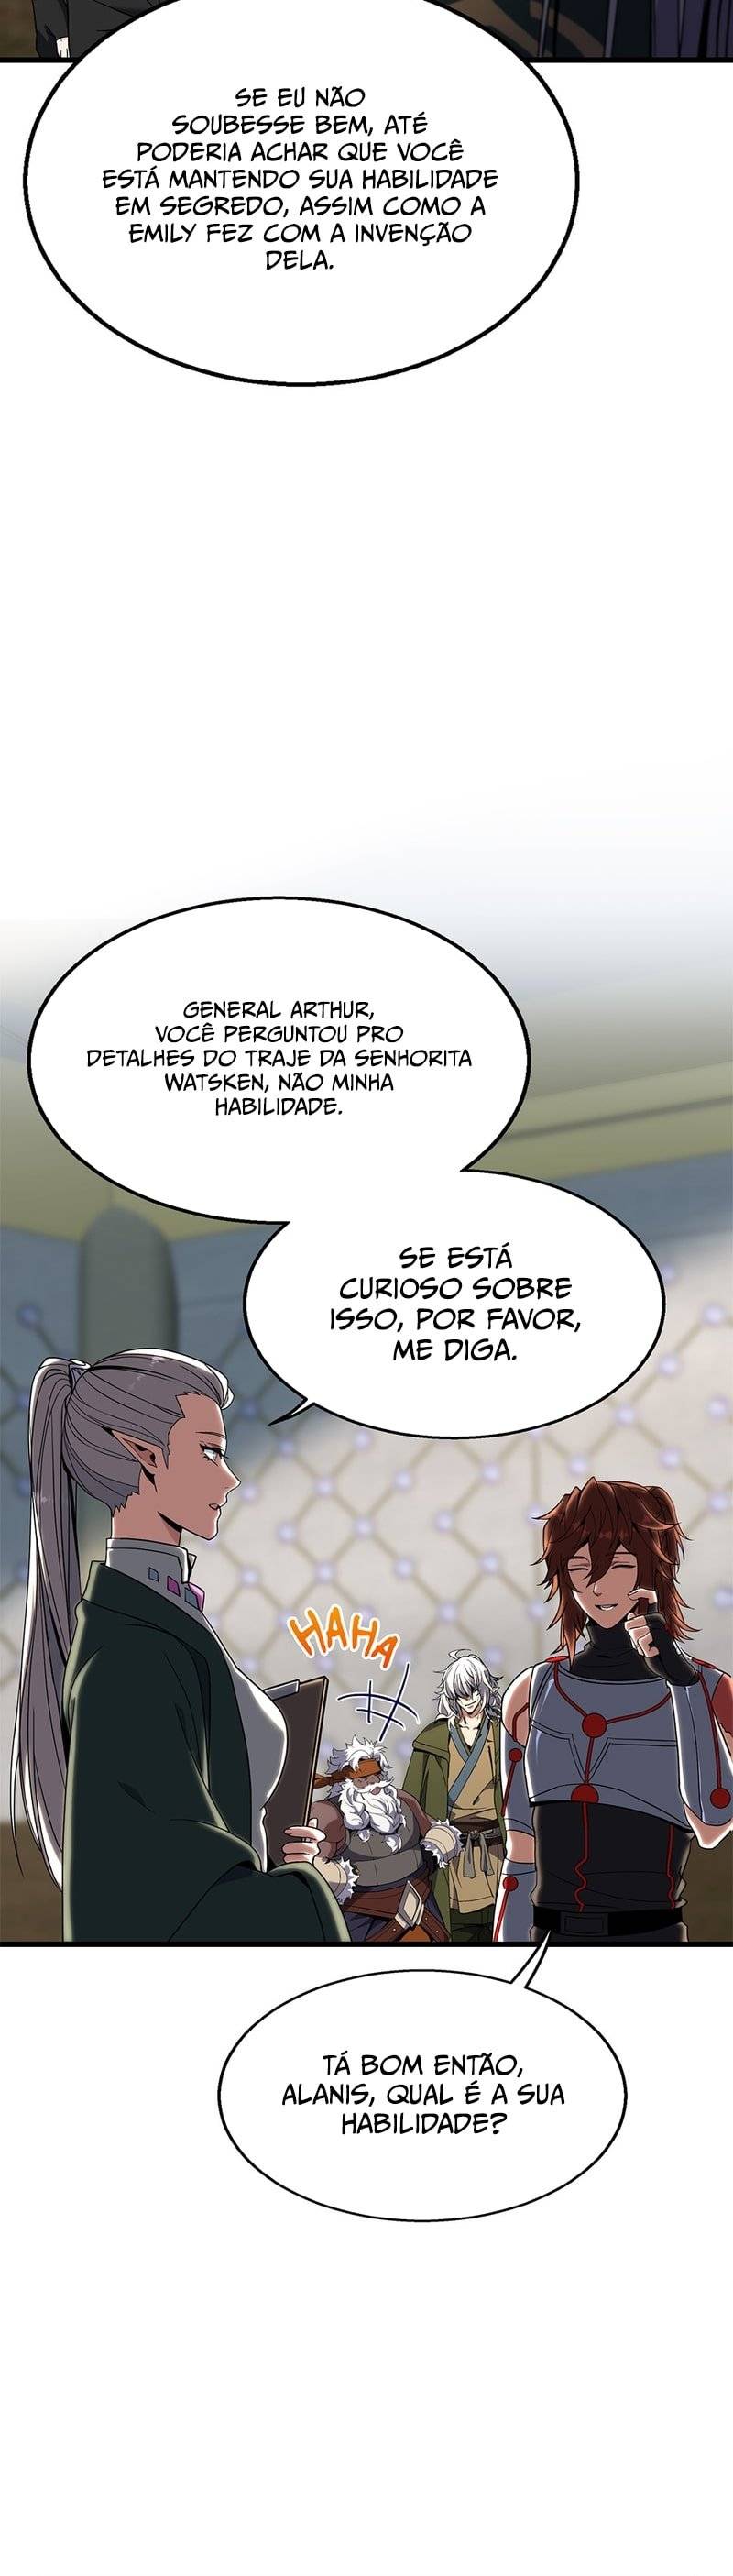 SE EU NÃO
SOUBESSE BEM, ATÉ
PODERIA ACHAR QUE VOCÊ
ESTÁ MANTENDO SUA HABILIDADE
EM SEGREDO, ASSIM COMO A
EMILY FEZ COM A INVENÇÃO
DELA.
GENERAL ARTHUR,
VOCÊ PERGUNTOU PRO
DETALHES DO TRAJE DA SENHORITA
WATSKEN, NÃO MINHA
HABILIDADE.
SE ESTÁ
CURIOSO SOBRE
ISSO, POR FAVOR,
ME DIGA.
HAHA
TÁ BOM ENTÃO,
ALANIS, QUAL É A SUA
HABILIDADE?